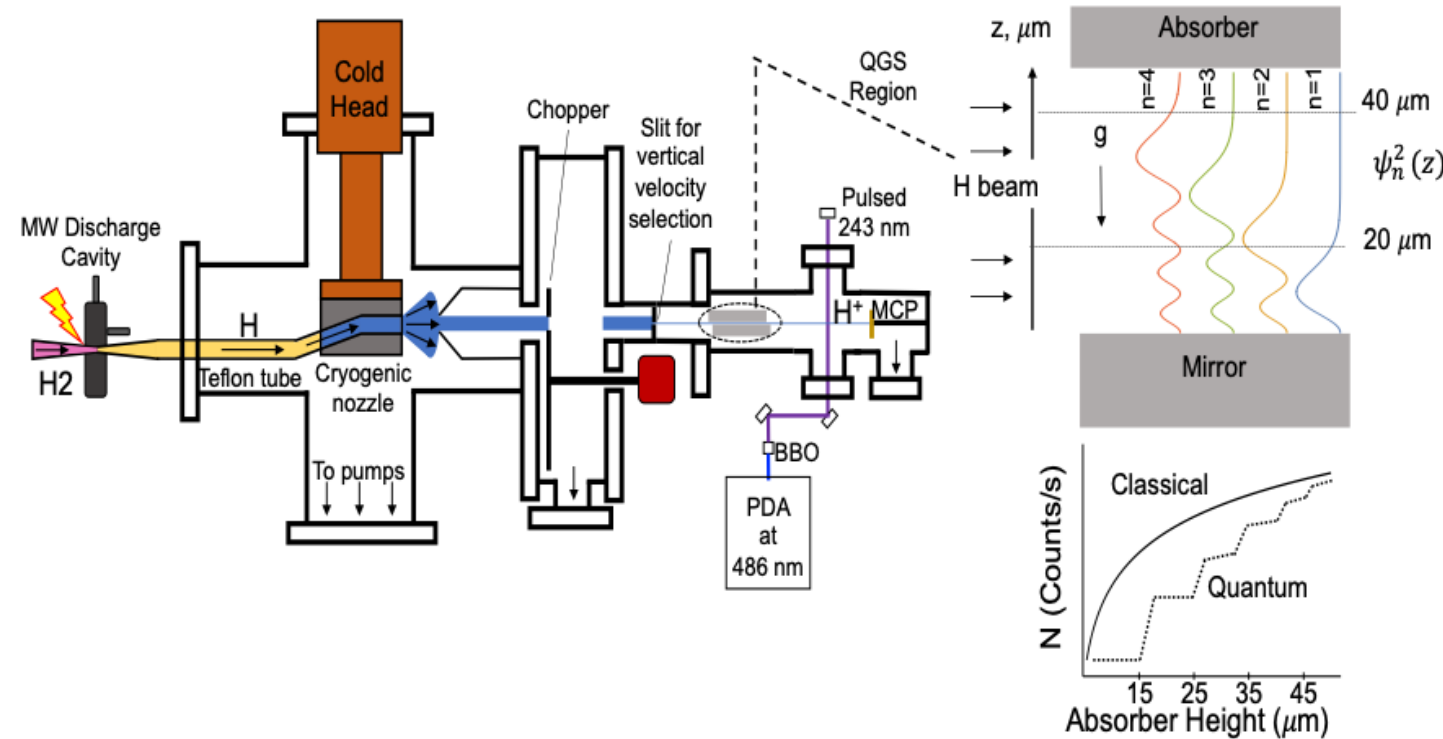 Cold
Head
MW Discharge
Cavity
H2
H
Teflon tube
Cryogenic
nozzle
To pumps
Chopper
Slit for
vertical
velocity
selection
QGS
Region
Pulsed
243 nm
H⁺
MCP
BBO
PDA
at
486 nm
z, μm
H beam
Absorber
n=4
n=3
n=2
n=1
g
40 μm
ψₙ²(z)
20 μm
Mirror
N (Counts/s)
Classical
Quantum
15 25 35 45
Absorber Height (μm)